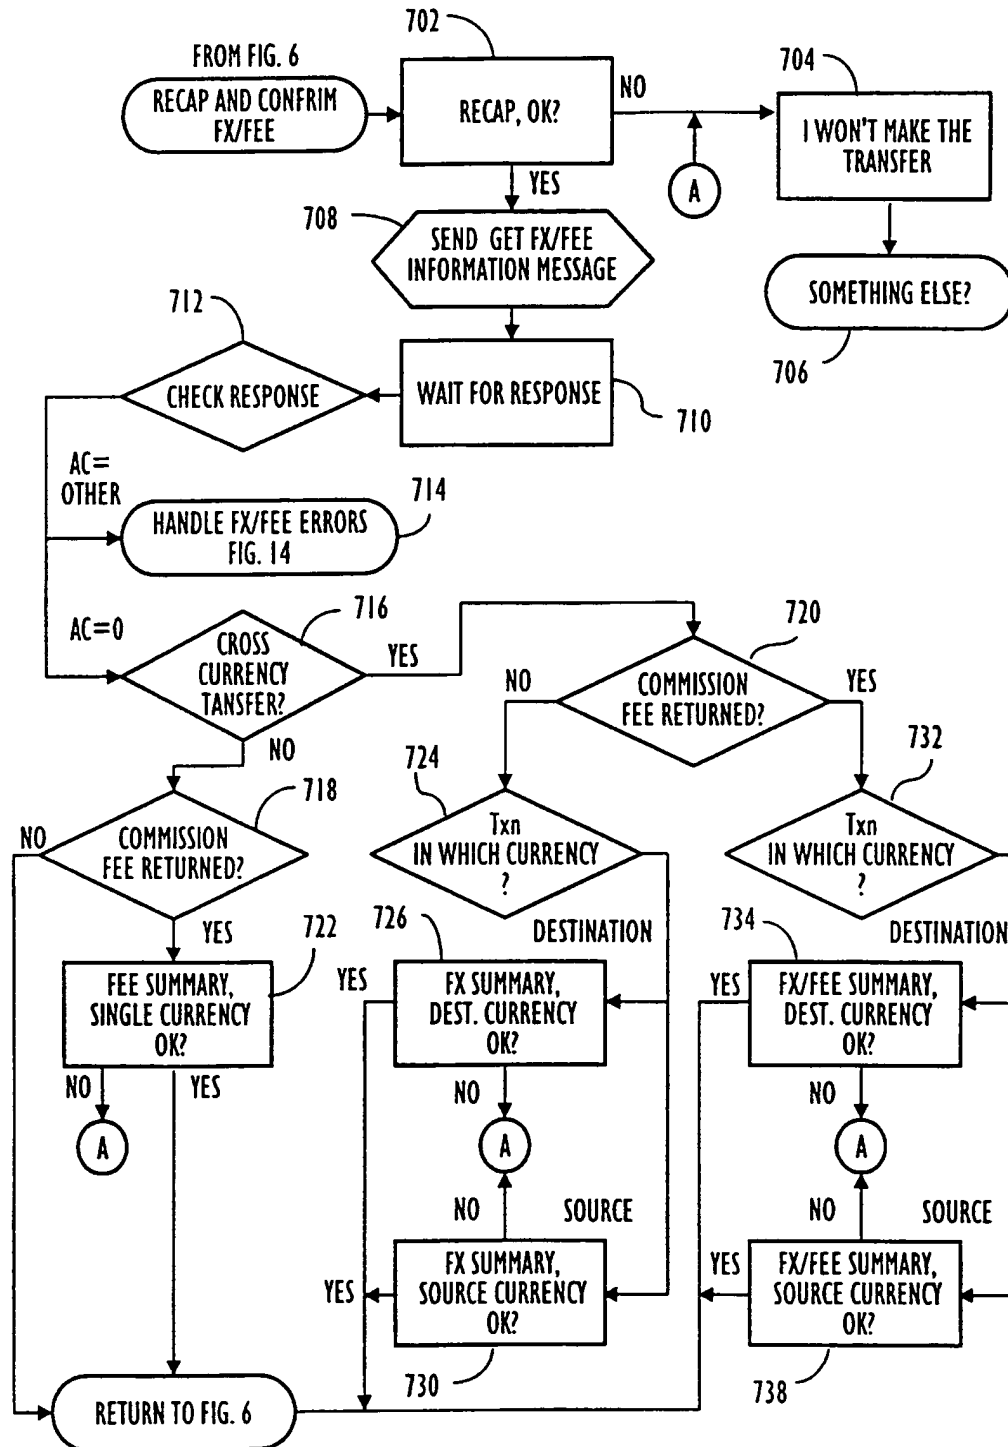 702
FROM FIG. 6
RECAP AND CONFRIM
FX/FEE
RECAP, OK?
NO
704
I WON'T MAKE THE
TRANSFER
A
YES
708
SEND GET FX/FEE
INFORMATION MESSAGE
SOMETHING ELSE?
706
712
CHECK RESPONSE
WAIT FOR RESPONSE
710
AC=
OTHER
714
HANDLE FX/FEE ERRORS
FIG. 14
AC=0
716
CROSS
CURRENCY
TANSFER?
YES
NO
720
COMMISSION
FEE RETURNED?
NO
YES
718
COMMISSION
FEE RETURNED?
NO
YES
724
Txn
IN WHICH CURRENCY
?
732
Txn
IN WHICH CURRENCY
?
722
FEE SUMMARY,
SINGLE CURRENCY
OK?
NO
YES
A
726
DESTINATION
YES
FX SUMMARY,
DEST. CURRENCY
OK?
NO
A
NO
SOURCE
YES
FX SUMMARY,
SOURCE CURRENCY
OK?
730
734
DESTINATION
YES
FX/FEE SUMMARY,
DEST. CURRENCY
OK?
NO
A
NO
SOURCE
YES
FX/FEE SUMMARY,
SOURCE CURRENCY
OK?
738
RETURN TO FIG. 6